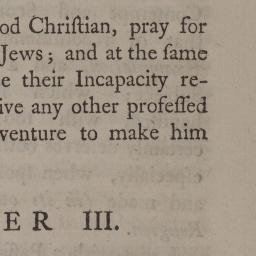 od Chriſtian, pray for
Jews; and at the ſame
e their Incapacity re-
ive any other profeſſed
venture to make him
E R III.